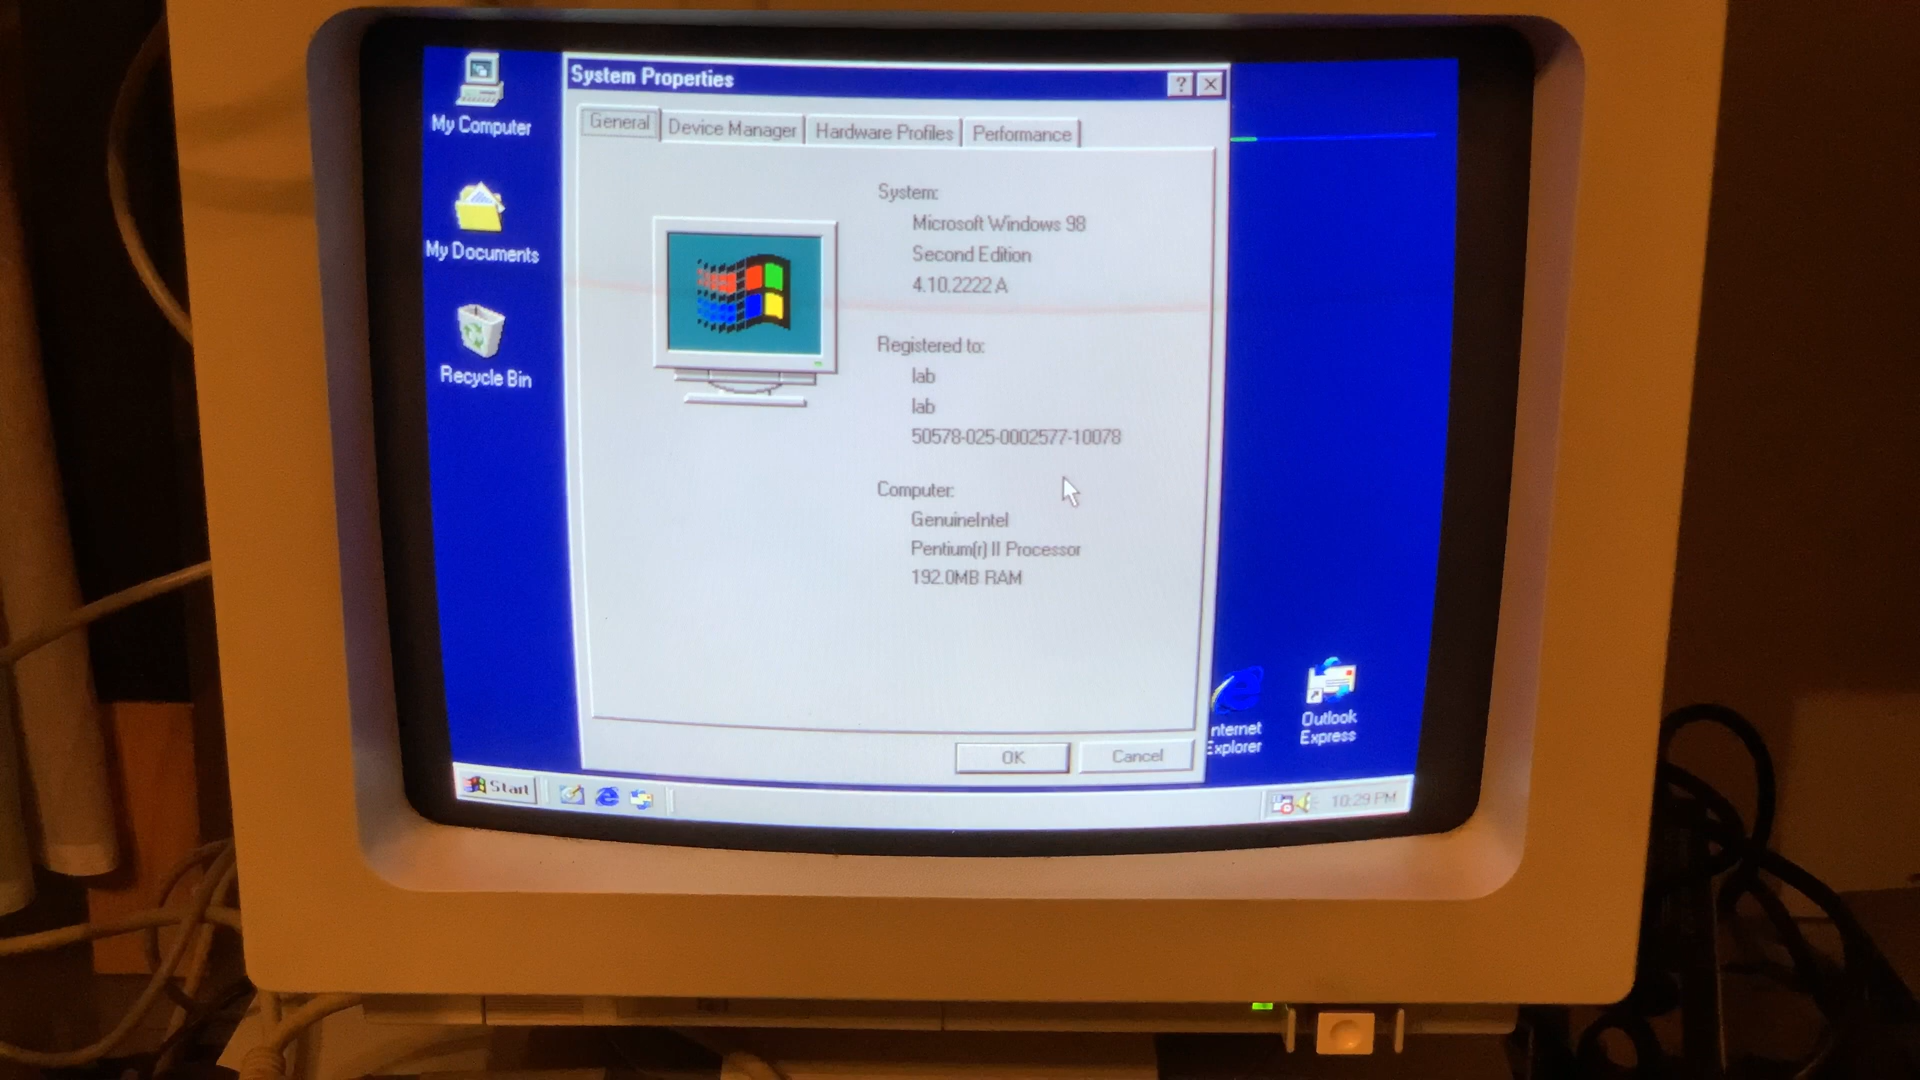 My Computer
My Documents
Recycle Bin
System Properties
?
General
Device Manager
Hardware Profiles
Performance
System:
Microsoft Windows 98
Second Edition
4.10.2222 A
Registered to:
lab
lab
50578-025-0002577-10078
Computer:
GenuineIntel
Pentium(r) II Processor
192.0MB RAM
OK
Cancel
nternet
Explorer
Outlook
Express
Start
10:29 PM